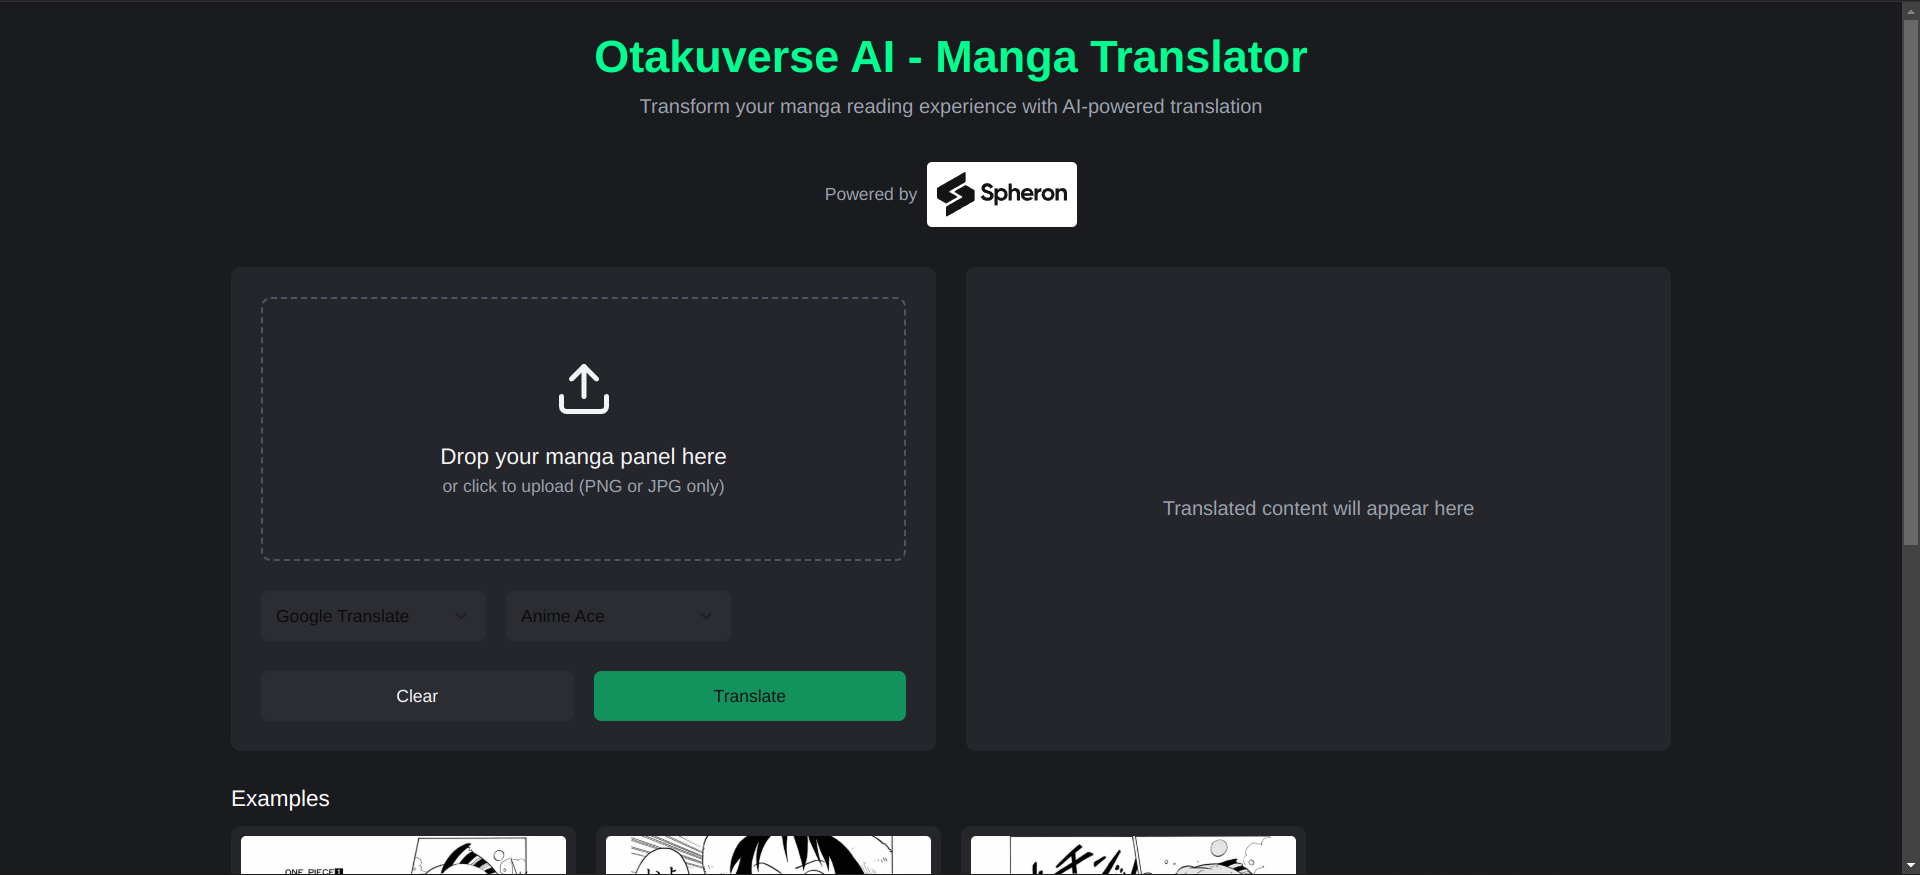 Otakuverse AI - Manga Translator
Transform your manga reading experience with AI-powered translation
Powered by
Spheron
Drop your manga panel here
or click to upload (PNG or JPG only)
Translated content will appear here
Google Translate
Anime Ace
Clear
Translate
Examples
ONE PIECE 1